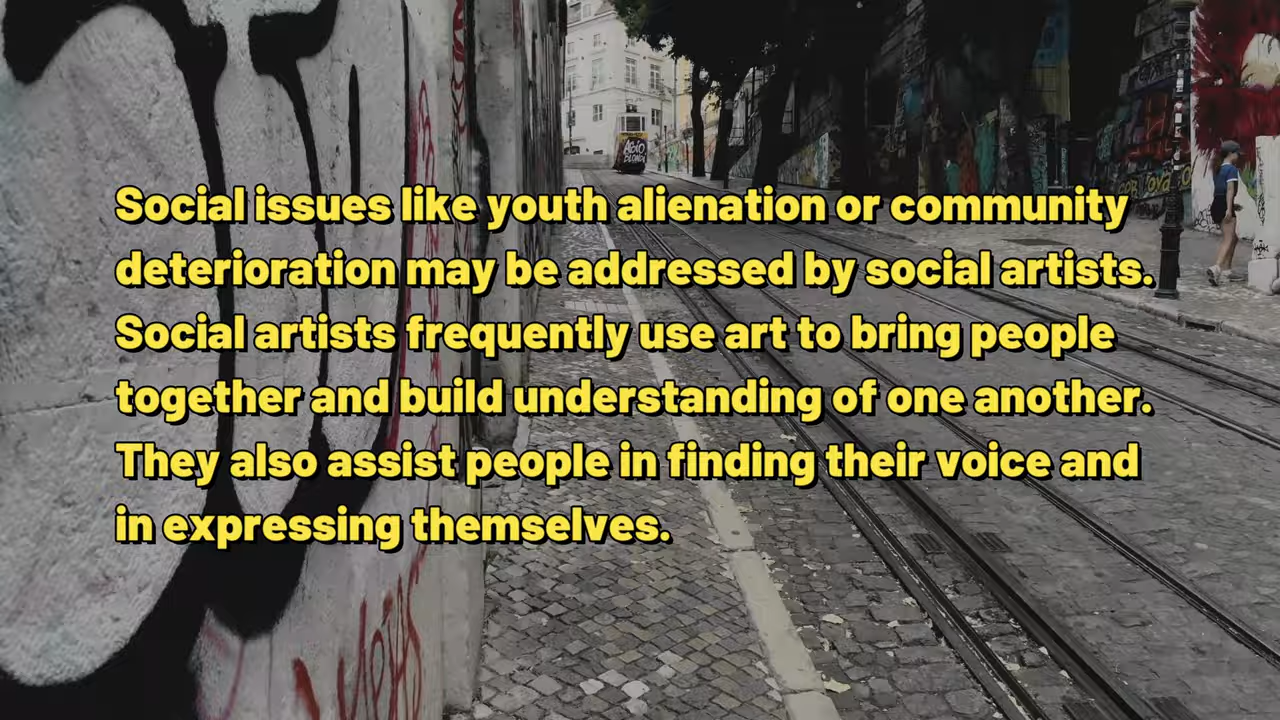 Social issues like youth alienation or community
deterioration may be addressed by social artists.
Social artists frequently use art to bring people
together and build understanding of one another.
They also assist people in finding their voice and
in expressing themselves.